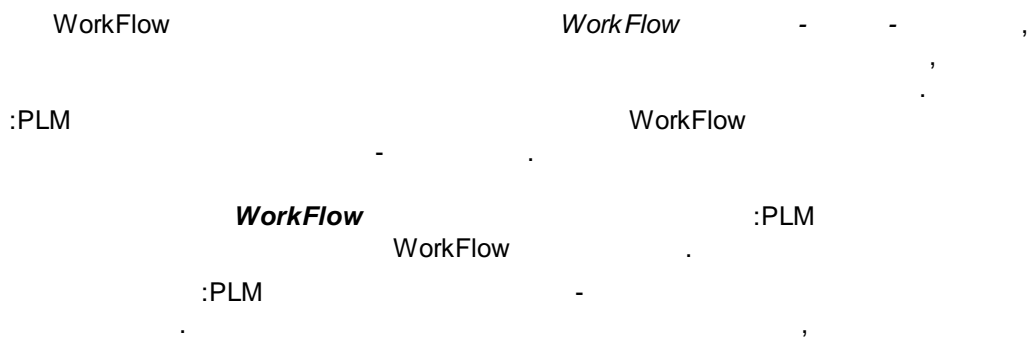 WorkFlow WorkFlow - - ,
,
.
:PLM WorkFlow
- .
WorkFlow :PLM
WorkFlow .
:PLM -
. ,